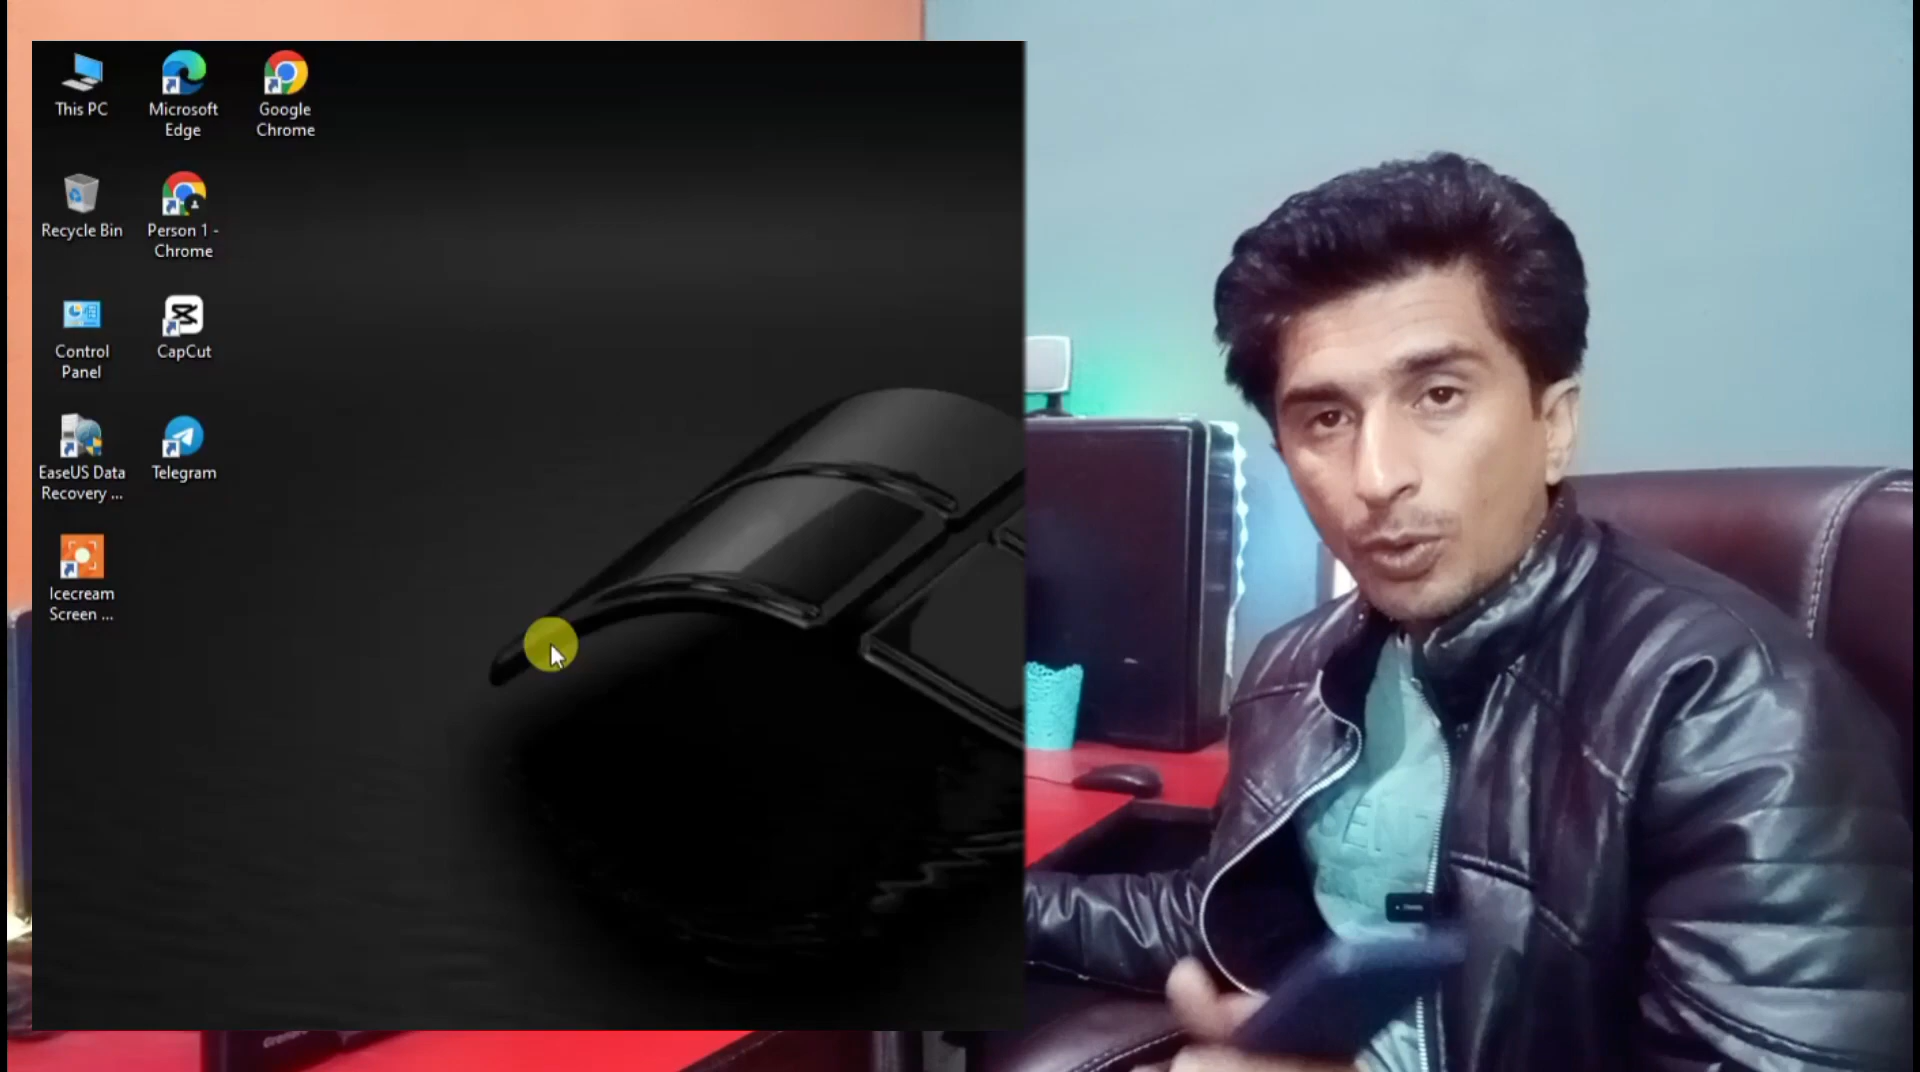 This PC
Microsoft
Edge
Google
Chrome
Recycle Bin
Person 1 -
Chrome
Control
Panel
CapCut
EaseUS Data
Recovery ...
Telegram
Icecream
Screen ...